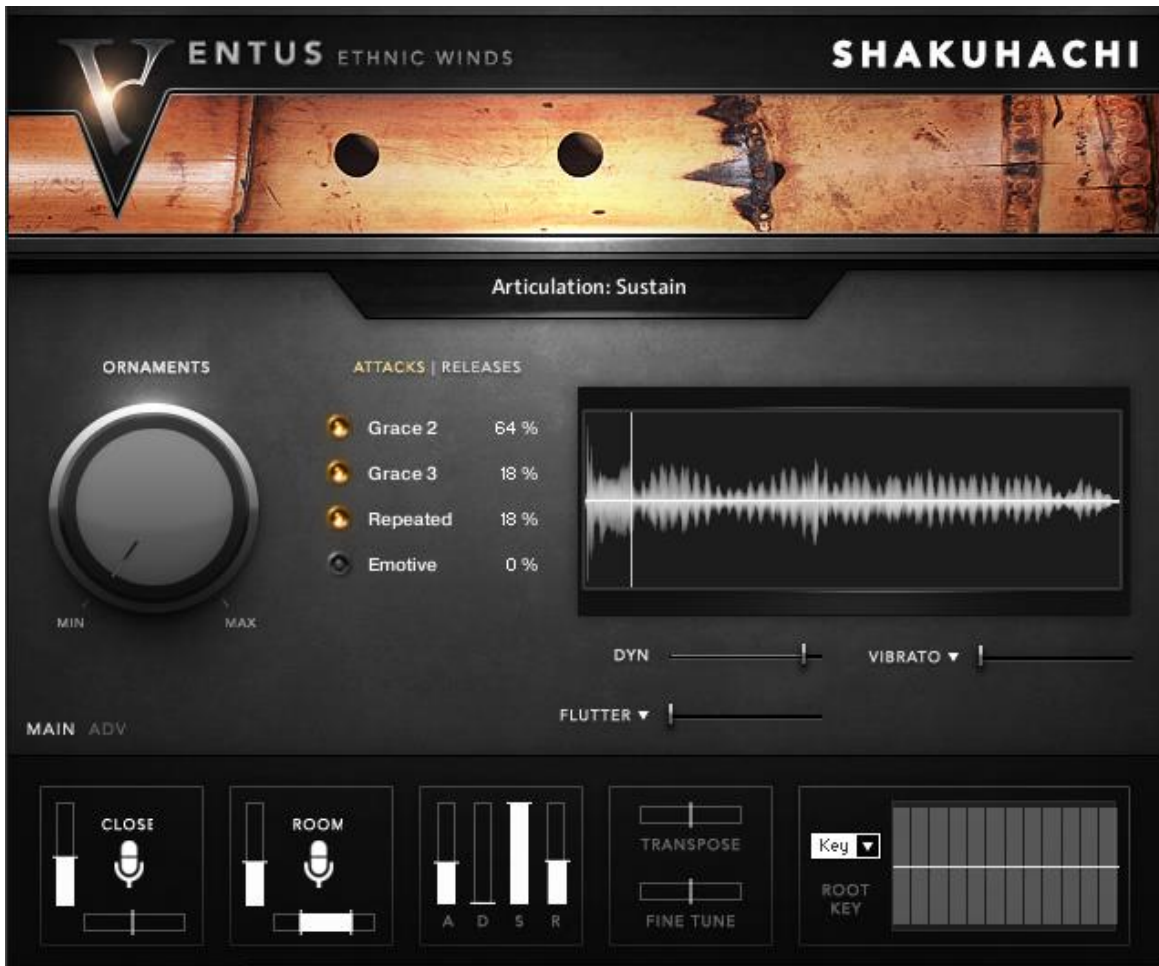 VENTUS ETHNIC WINDS
SHAKUHACHI
Articulation: Sustain
ORNAMENTS
MIN
MAX
ATTACKS | RELEASES
Grace 2 64 %
Grace 3 18 %
Repeated 18 %
Emotive 0 %
DYN
VIBRATO ▼
FLUTTER ▼
MAIN ADV
CLOSE
ROOM
A D S R
TRANSPOSE
FINE TUNE
Key ▼
ROOT
KEY